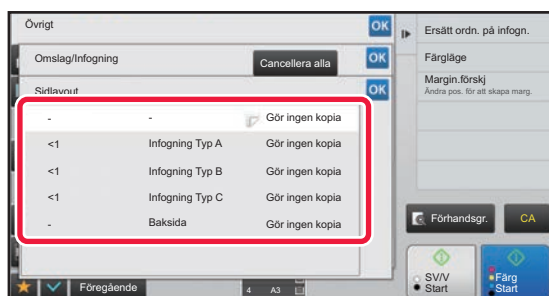 Övrigt
OK
Omslag/Infogning
Cancellera alla
OK
Sidlayout
OK
- - Gör ingen kopia
<1 Infogning Typ A Gör ingen kopia
<1 Infogning Typ B Gör ingen kopia
<1 Infogning Typ C Gör ingen kopia
- Baksida Gör ingen kopia
Föregående
4 A3
Ersätt ordn. på infogn.
Färgläge
Margin.förskj
Ändra pos. för att skapa marg.
Förhandsgr.
CA
SV/V
Start
Färg
Start